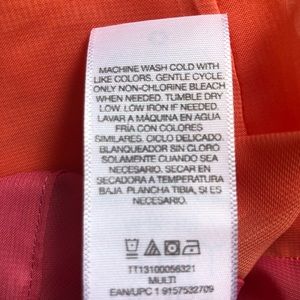 MACHINE WASH COLD WITH
LIKE COLORS. GENTLE CYCLE.
ONLY NON-CHLORINE BLEACH
WHEN NEEDED. TUMBLE DRY
LOW. LOW IRON IF NEEDED.
LAVAR A MÁQUINA EN AGUA
FRÍA CON COLORES
SIMILARES. CICLO DELICADO.
BLANQUEADOR SIN CLORO
SOLAMENTE CUANDO SEA
NECESARIO. SECAR EN
SECADORA A TEMPERATURA
BAJA. PLANCHA TIBIA, SI ES
NECESARIO.
TT13100056321
MULTI
EAN/UPC 1 9157532709